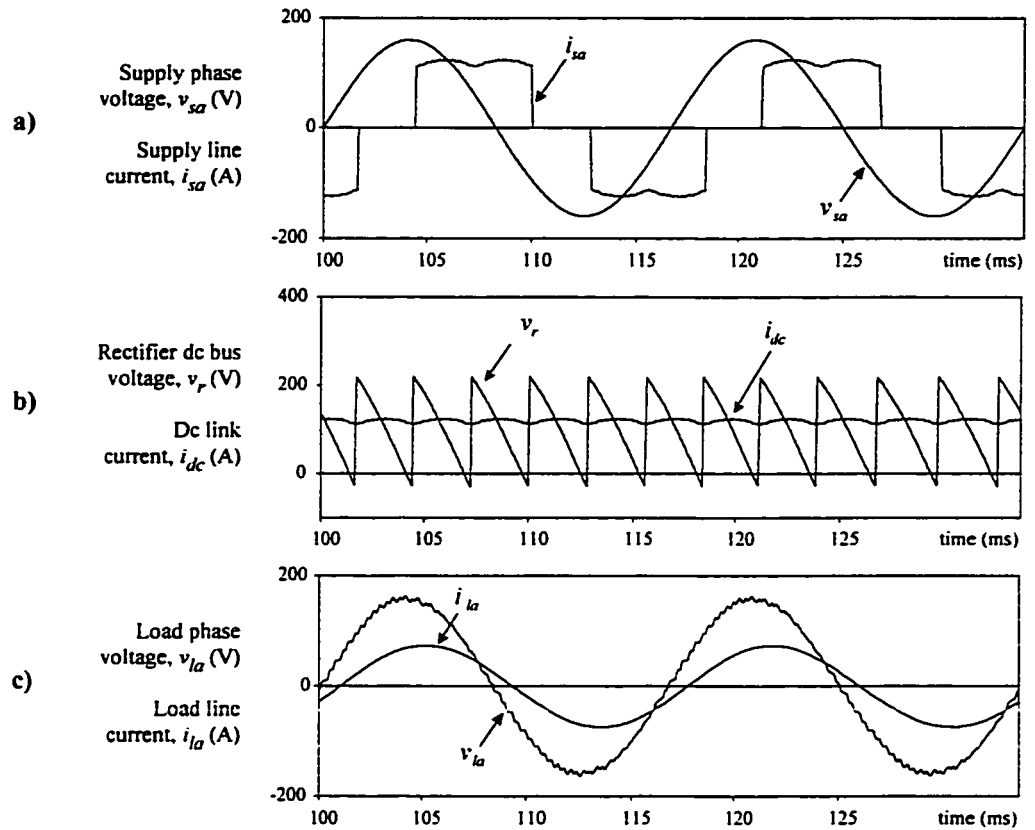 a)
Supply phase
voltage, v_sa (V)
Supply line
current, i_sa (A)
200
0
-200
i_sa
v_sa
100 105 110 115 120 125 time (ms)
b)
Rectifier dc bus
voltage, v_r (V)
Dc link
current, i_dc (A)
400
200
0
v_r
i_dc
100 105 110 115 120 125 time (ms)
c)
Load phase
voltage, v_la (V)
Load line
current, i_la (A)
200
0
-200
i_la
v_la
100 105 110 115 120 125 time (ms)